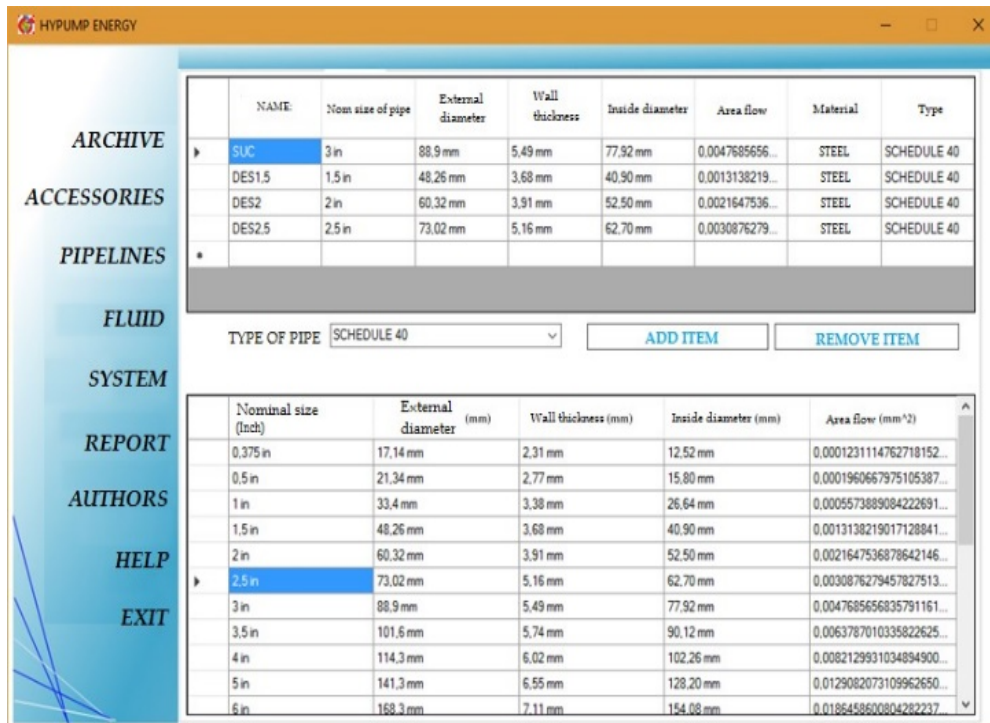 HYPUMP ENERGY
ARCHIVE
ACCESSORIES
PIPELINES
FLUID
SYSTEM
REPORT
AUTHORS
HELP
EXIT
NAME: Nom size of pipe External diameter Wall thickness Inside diameter Area flow Material Type
SUC 3 in 88,9 mm 5,49 mm 77,92 mm 0,0047685656... STEEL SCHEDULE 40
DES1,5 1,5 in 48,26 mm 3,68 mm 40,90 mm 0,0013138219... STEEL SCHEDULE 40
DES2 2 in 60,32 mm 3,91 mm 52,50 mm 0,0021647536... STEEL SCHEDULE 40
DES2,5 2,5 in 73,02 mm 5,16 mm 62,70 mm 0,0030876279... STEEL SCHEDULE 40
TYPE OF PIPE SCHEDULE 40 ADD ITEM REMOVE ITEM
Nominal size (Inch) External diameter (mm) Wall thickness (mm) Inside diameter (mm) Area flow (mm^2)
0,375 in 17,14 mm 2,31 mm 12,52 mm 0,0001231114762718152...
0,5 in 21,34 mm 2,77 mm 15,80 mm 0,0001960667975105387...
1 in 33,4 mm 3,38 mm 26,64 mm 0,0005573889084222691...
1,5 in 48,26 mm 3,68 mm 40,90 mm 0,0013138219017128841...
2 in 60,32 mm 3,91 mm 52,50 mm 0,0021647536878642146...
2,5 in 73,02 mm 5,16 mm 62,70 mm 0,0030876279457827513...
3 in 88,9 mm 5,49 mm 77,92 mm 0,0047685656835791161...
3,5 in 101,6 mm 5,74 mm 90,12 mm 0,0063787010335822625...
4 in 114,3 mm 6,02 mm 102,26 mm 0,0082129931034894900...
5 in 141,3 mm 6,55 mm 128,20 mm 0,0129082073109962650...
6 in 168,3 mm 7,11 mm 154,08 mm 0,0186458600804282237...